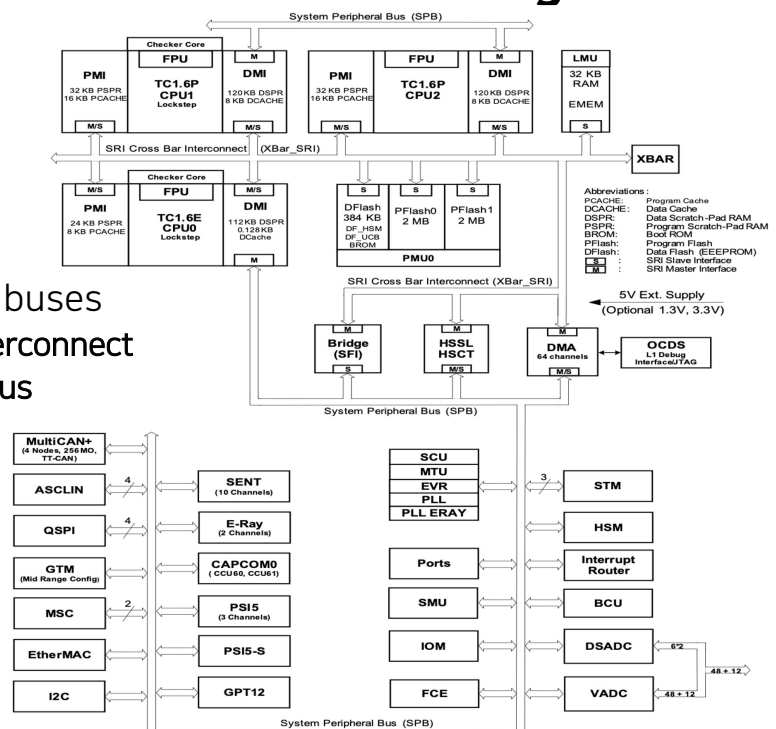 System Peripheral Bus (SPB)
Checker Core
FPU
PMI
32 KB PSPR
16 KB PCACHE
TC1.6P
CPU1
Lockstep
M
DMI
120 KB DSPR
8 KB DCACHE
M/S
M/S
FPU
PMI
32 KB PSPR
16 KB PCACHE
TC1.6P
CPU2
M
DMI
120 KB DSPR
8 KB DCACHE
M/S
M/S
LMU
32 KB
RAM
EMEM
S
SRI Cross Bar Interconnect (XBar_SRI)
XBAR
Checker Core
FPU
M/S
PMI
24 KB PSPR
8 KB PCACHE
TC1.6E
CPU0
Lockstep
M/S
DMI
112 KB DSPR
0.128 KB
DCache
M
S
DFlash
384 KB
DF_HSM
DF_UCB
BROM
S
PFlash0
2 MB
S
PFlash1
2 MB
PMU0
Abbreviations:
PCACHE: Program Cache
DCACHE: Data Cache
DSPR: Data Scratch-Pad RAM
PSPR: Program Scratch-Pad RAM
BROM: Boot ROM
PFlash: Program Flash
DFlash: Data Flash (EEEPROM)
S : SRI Slave Interface
M : SRI Master Interface
buses
erconnect
us
SRI Cross Bar Interconnect (XBar_SRI)
5V Ext. Supply
(Optional 1.3V, 3.3V)
M
Bridge
(SFI)
S
M
HSSL
HSCT
M/S
M
DMA
64 channels
M/S
OCDS
L1 Debug
Interface/JTAG
System Peripheral Bus (SPB)
MultiCAN+
(4 Nodes, 256 MO,
TT-CAN)
ASCLIN
4
QSPI
4
GTM
(Mid Range Config)
MSC
2
EtherMAC
I2C
SENT
(10 Channels)
E-Ray
(2 Channels)
CAPCOM0
(CCU60, CCU61)
PSI5
(3 Channels)
PSI5-S
GPT12
SCU
MTU
EVR
PLL
PLL ERAY
Ports
SMU
IOM
FCE
3
STM
HSM
Interrupt
Router
BCU
DSADC
6*2
VADC
48 + 12
48 + 12
System Peripheral Bus (SPB)